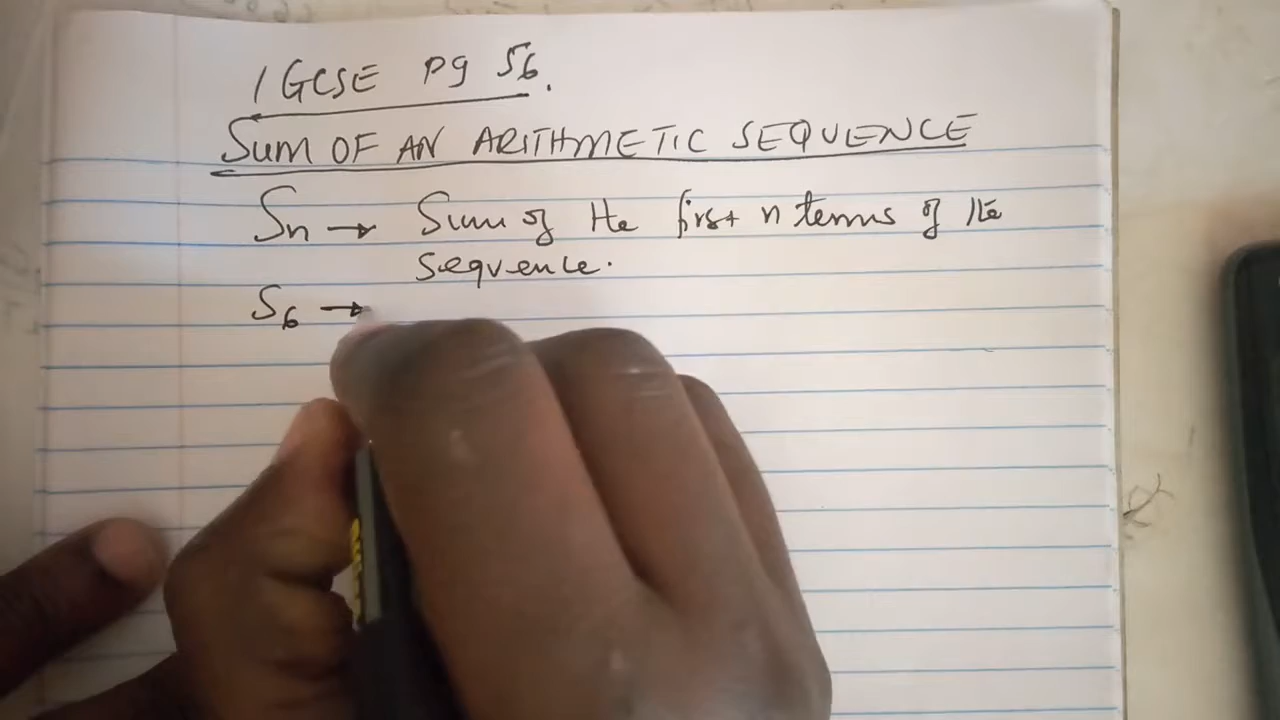 IGCSE pg 56.
SUM OF AN ARITHMETIC SEQUENCE
Sn → Sum of the first n terms of the
sequence.
S6 →